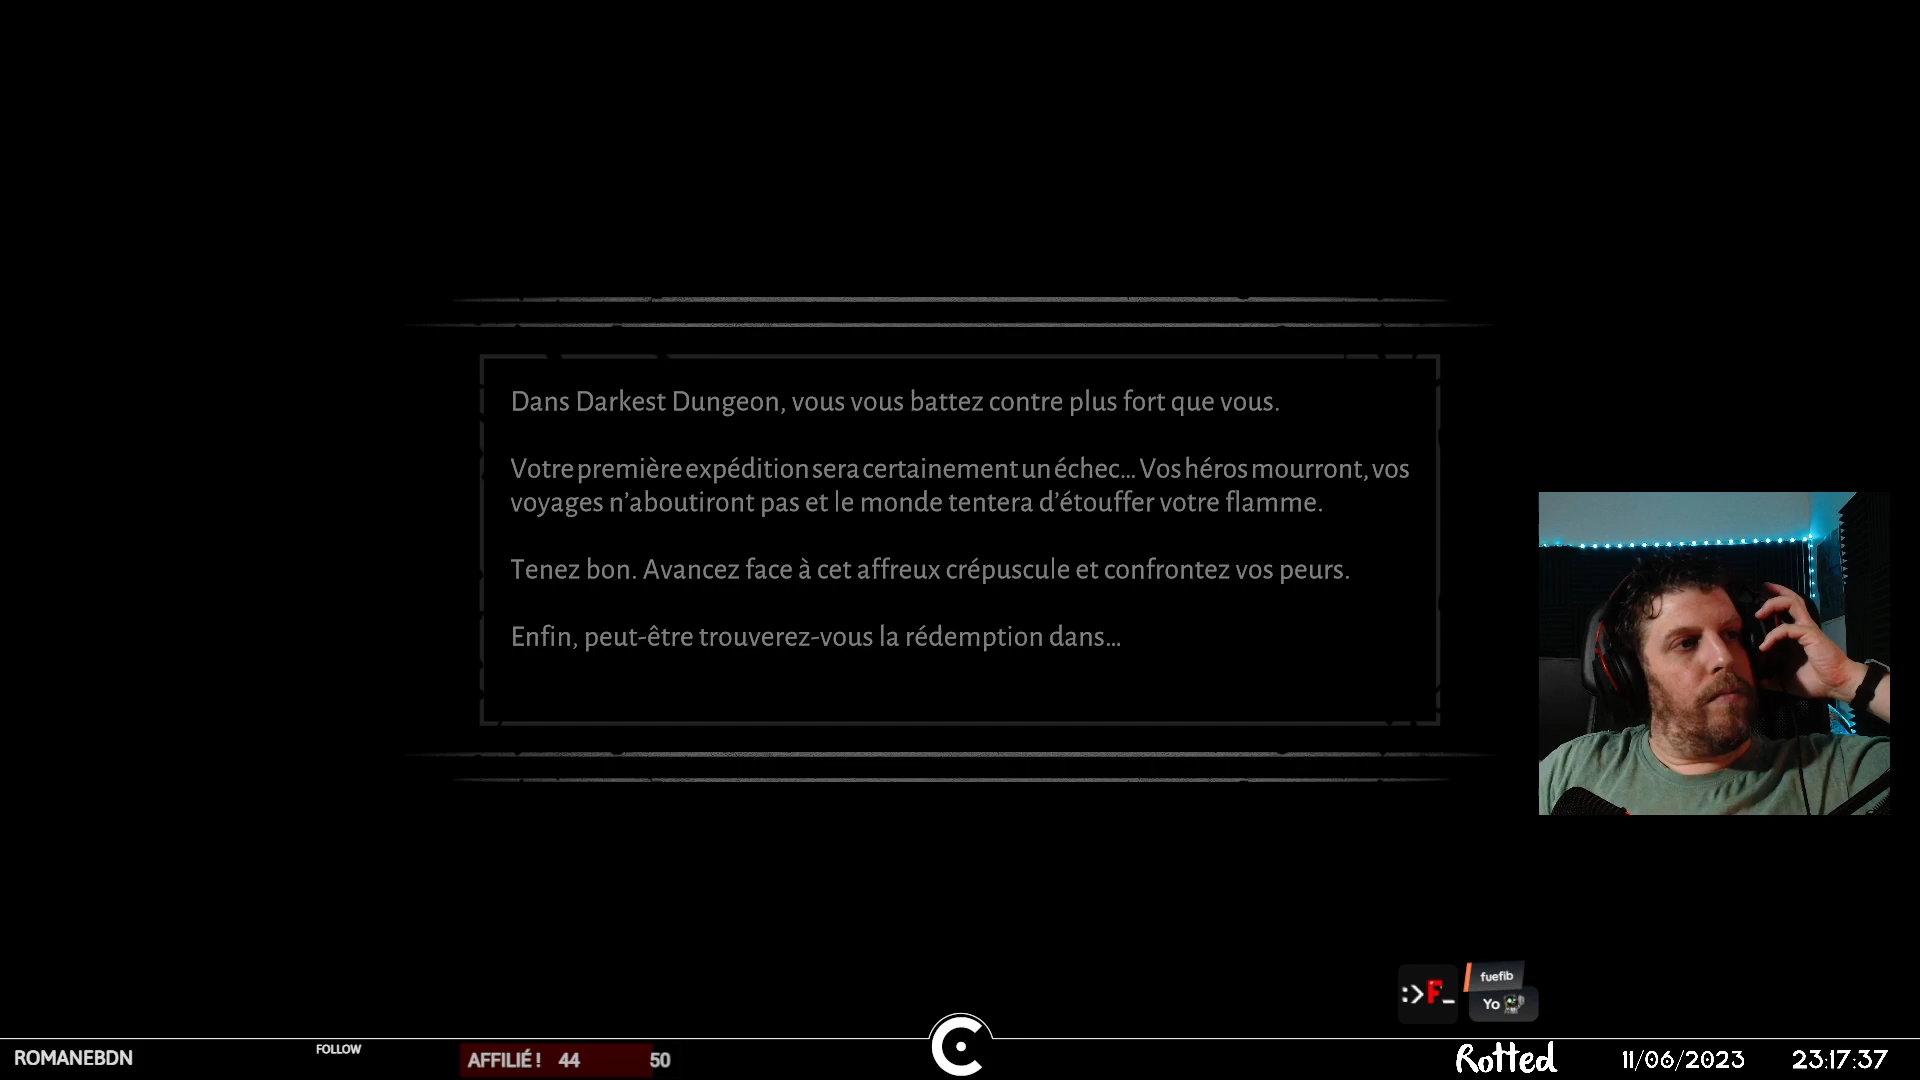 Dans Darkest Dungeon, vous vous battez contre plus fort que vous.
Votre première expédition sera certainement un échec... Vos héros mourront, vos
voyages n'aboutiront pas et le monde tentera d'étouffer votre flamme.
Tenez bon. Avancez face à cet affreux crépuscule et confrontez vos peurs.
Enfin, peut-être trouverez-vous la rédemption dans...
:>F_
fuefib
Yo
ROMANEBDN
FOLLOW
AFFILIÉ ! 44 50
Rotted
11/06/2023
23:17:37